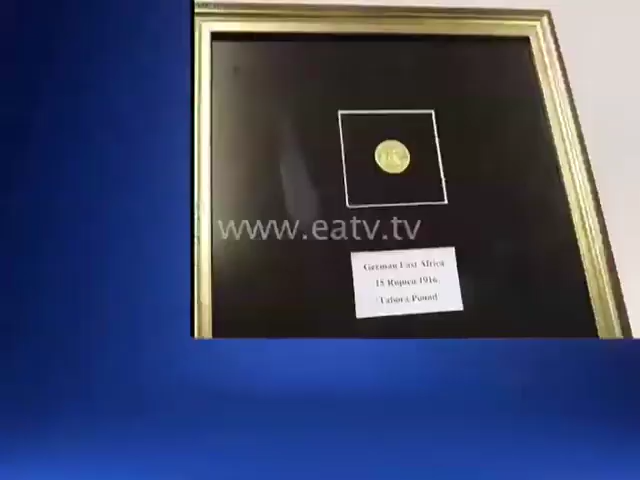 www.eatv.tv
German East Africa
15 Rupien 1916
Tabora Pound